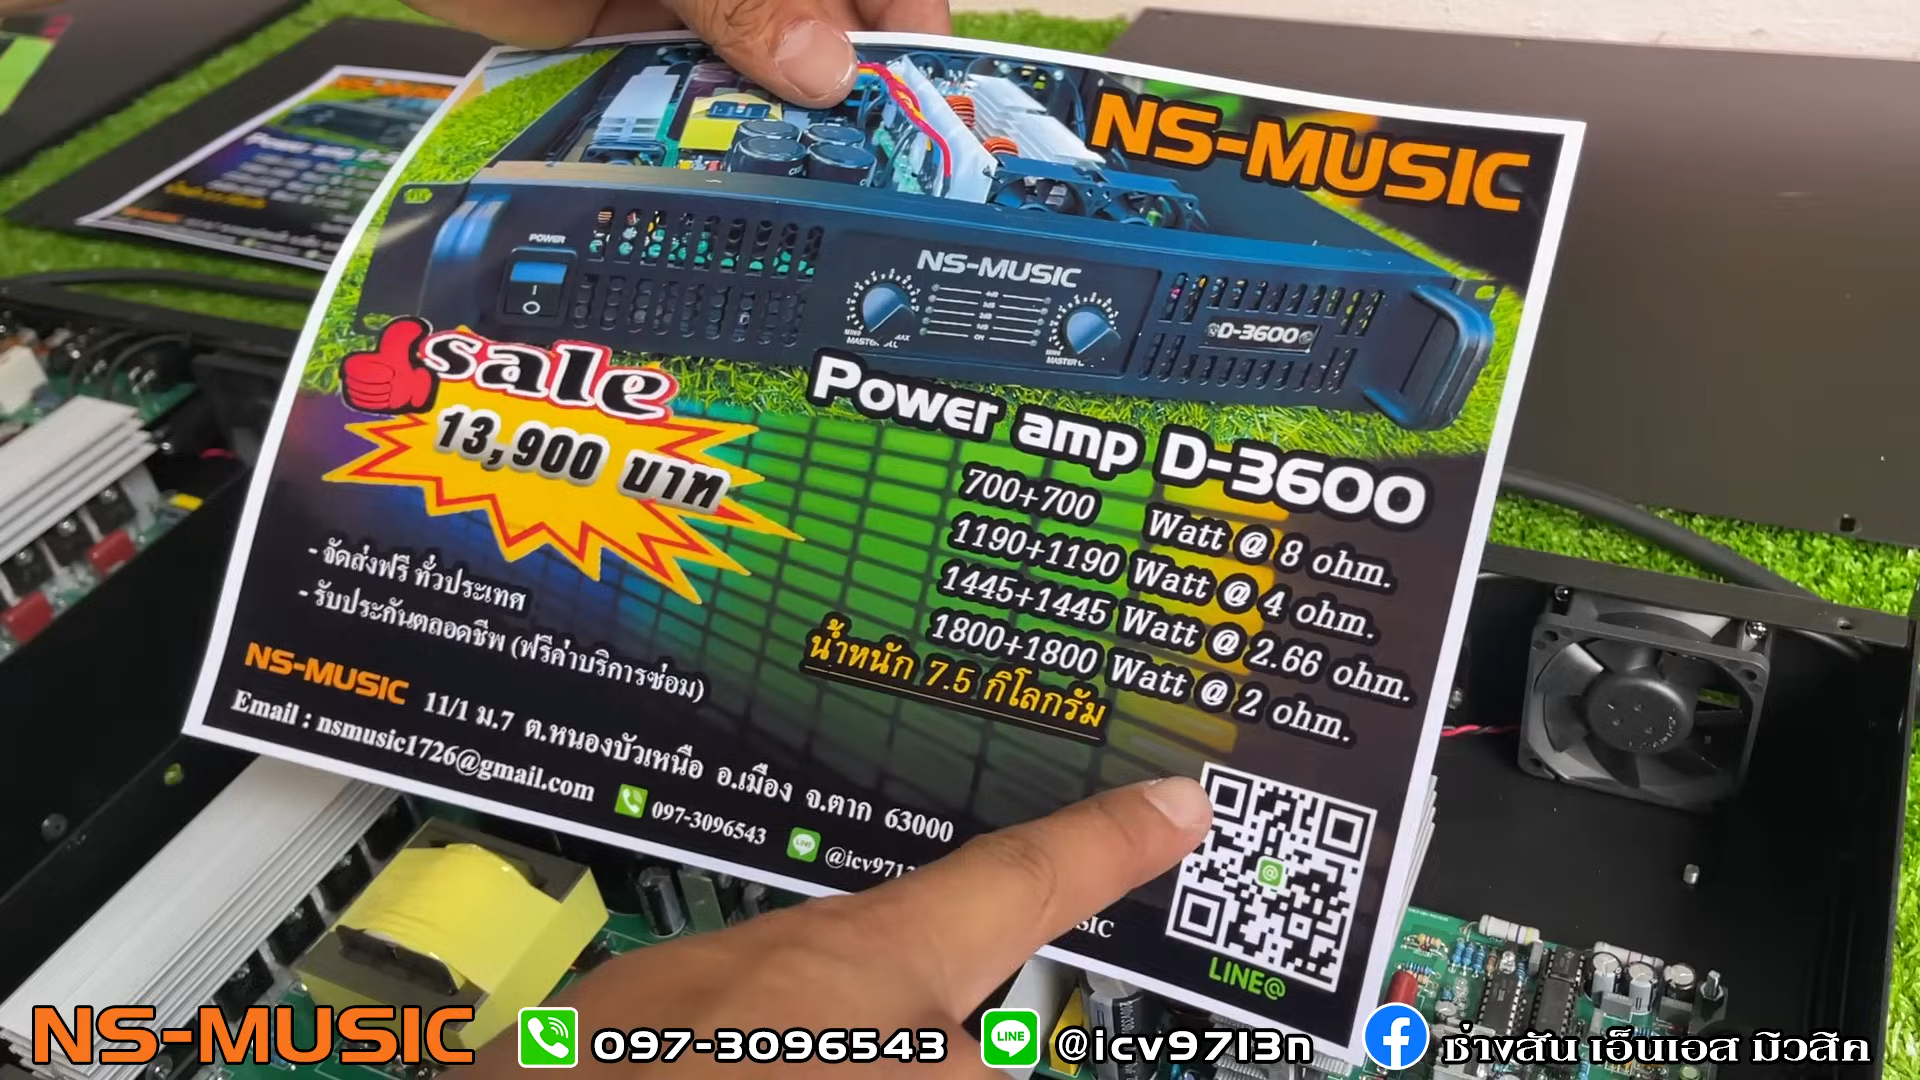 NS-MUSIC
POWER
NS-MUSIC
D-3600
sale
13,900 บาท
Power amp D-3600
700+700 Watt @ 8 ohm.
1190+1190 Watt @ 4 ohm.
1445+1445 Watt @ 2.66 ohm.
1800+1800 Watt @ 2 ohm.
น้ำหนัก 7.5 กิโลกรัม
- จัดส่งฟรี ทั่วประเทศ
- รับประกันตลอดชีพ (ฟรีค่าบริการซ่อม)
NS-MUSIC 11/1 ม.7 ต.หนองบัวเหนือ อ.เมือง จ.ตาก 63000
Email : nsmusic1726@gmail.com 097-3096543
LINE@
NS-MUSIC 097-3096543 LINE @icv9713n ช่างสัน เอ็นเอส มิวสิค